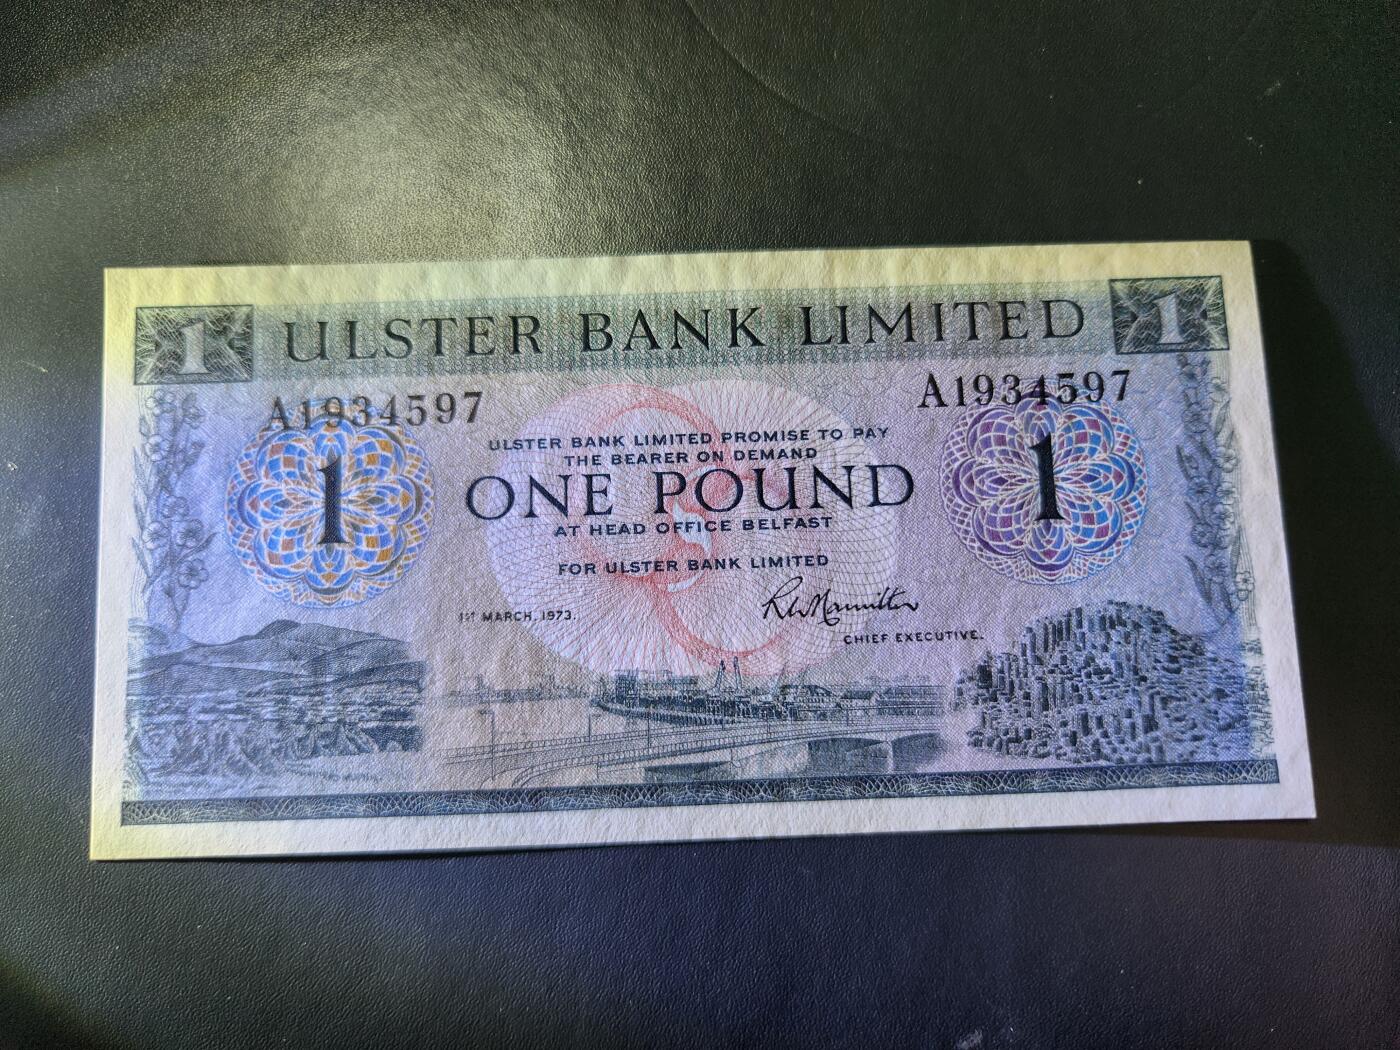 1 ULSTER BANK LIMITED 1
A1934597 A1934597
ULSTER BANK LIMITED PROMISE TO PAY
THE BEARER ON DEMAND
1 ONE POUND 1
AT HEAD OFFICE BELFAST
FOR ULSTER BANK LIMITED
1ST MARCH, 1973. R W Hamilton
CHIEF EXECUTIVE.